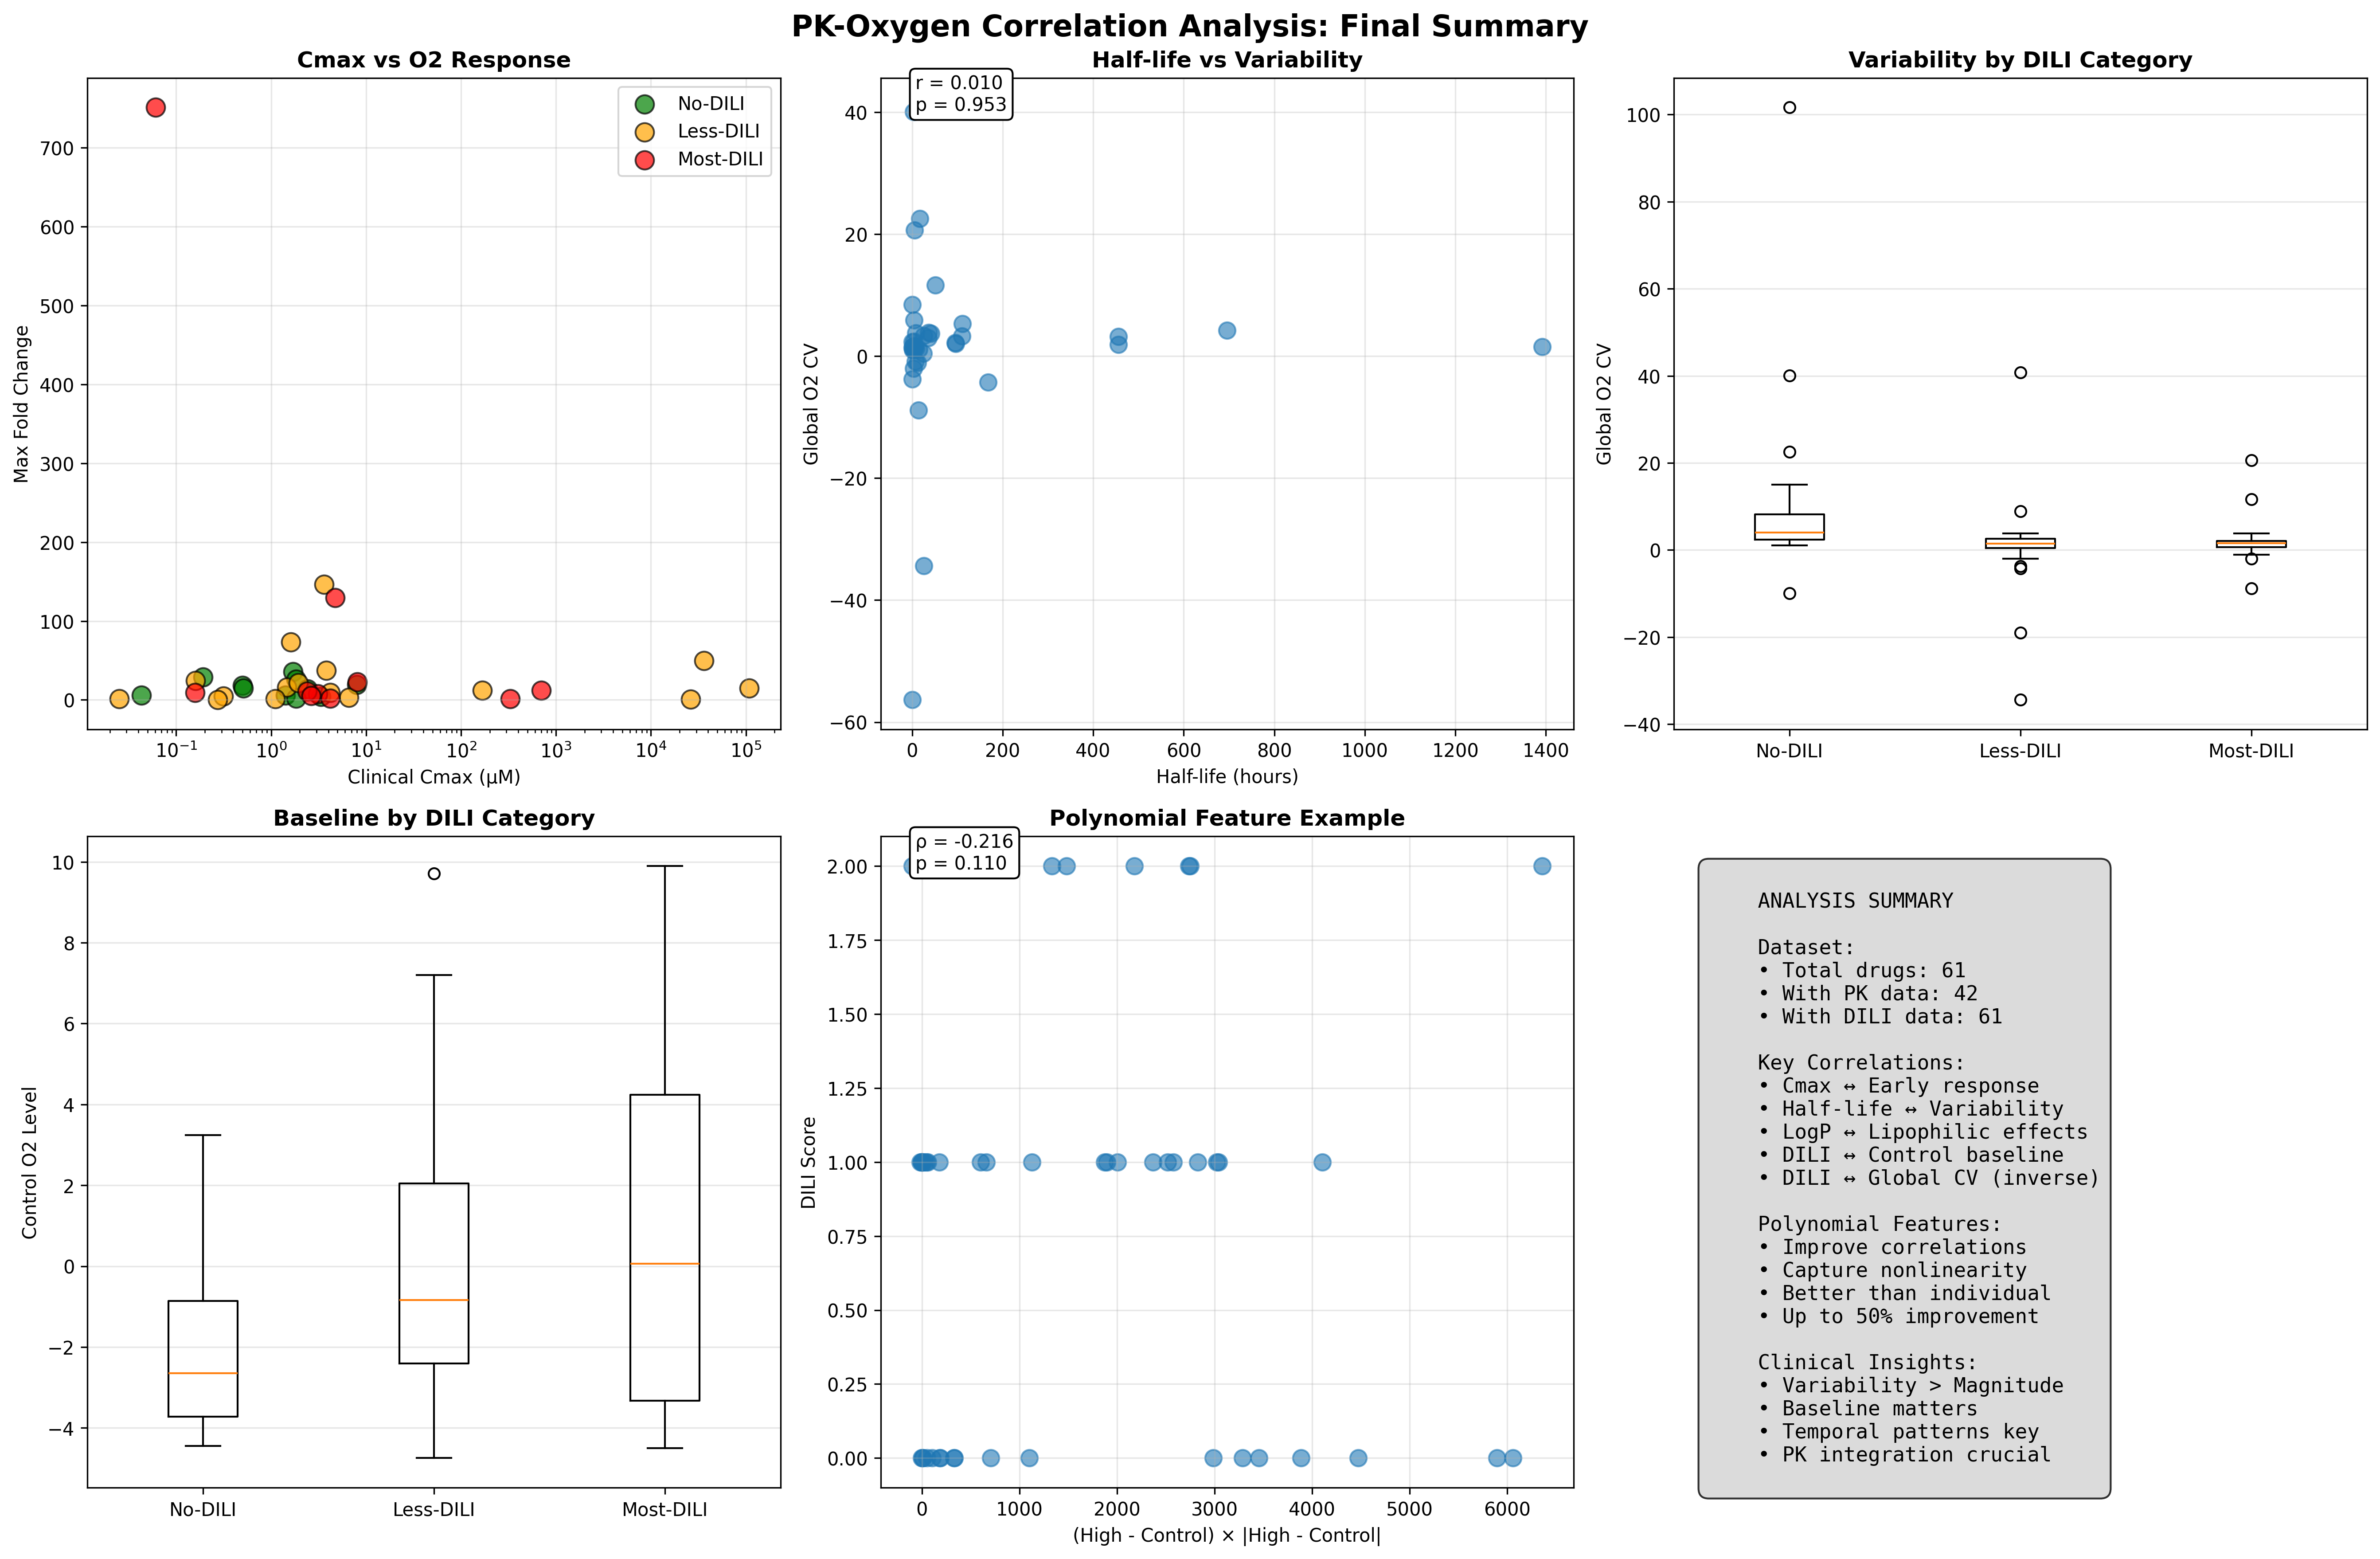 PK-Oxygen Correlation Analysis: Final Summary
Cmax vs O2 Response
Max Fold Change
700
600
500
400
300
200
100
0
No-DILI
Less-DILI
Most-DILI
10⁻¹
10⁰
10¹
10²
10³
10⁴
10⁵
Clinical Cmax (μM)
Half-life vs Variability
r = 0.010
p = 0.953
Global O2 CV
40
20
0
−20
−40
−60
0
200
400
600
800
1000
1200
1400
Half-life (hours)
Variability by DILI Category
Global O2 CV
100
80
60
40
20
0
−20
−40
No-DILI
Less-DILI
Most-DILI
Baseline by DILI Category
Control O2 Level
10
8
6
4
2
0
−2
−4
No-DILI
Less-DILI
Most-DILI
Polynomial Feature Example
ρ = -0.216
p = 0.110
DILI Score
2.00
1.75
1.50
1.25
1.00
0.75
0.50
0.25
0.00
0
1000
2000
3000
4000
5000
6000
(High - Control) × |High - Control|
ANALYSIS SUMMARY
Dataset:
• Total drugs: 61
• With PK data: 42
• With DILI data: 61
Key Correlations:
• Cmax ↔ Early response
• Half-life ↔ Variability
• LogP ↔ Lipophilic effects
• DILI ↔ Control baseline
• DILI ↔ Global CV (inverse)
Polynomial Features:
• Improve correlations
• Capture nonlinearity
• Better than individual
• Up to 50% improvement
Clinical Insights:
• Variability > Magnitude
• Baseline matters
• Temporal patterns key
• PK integration crucial